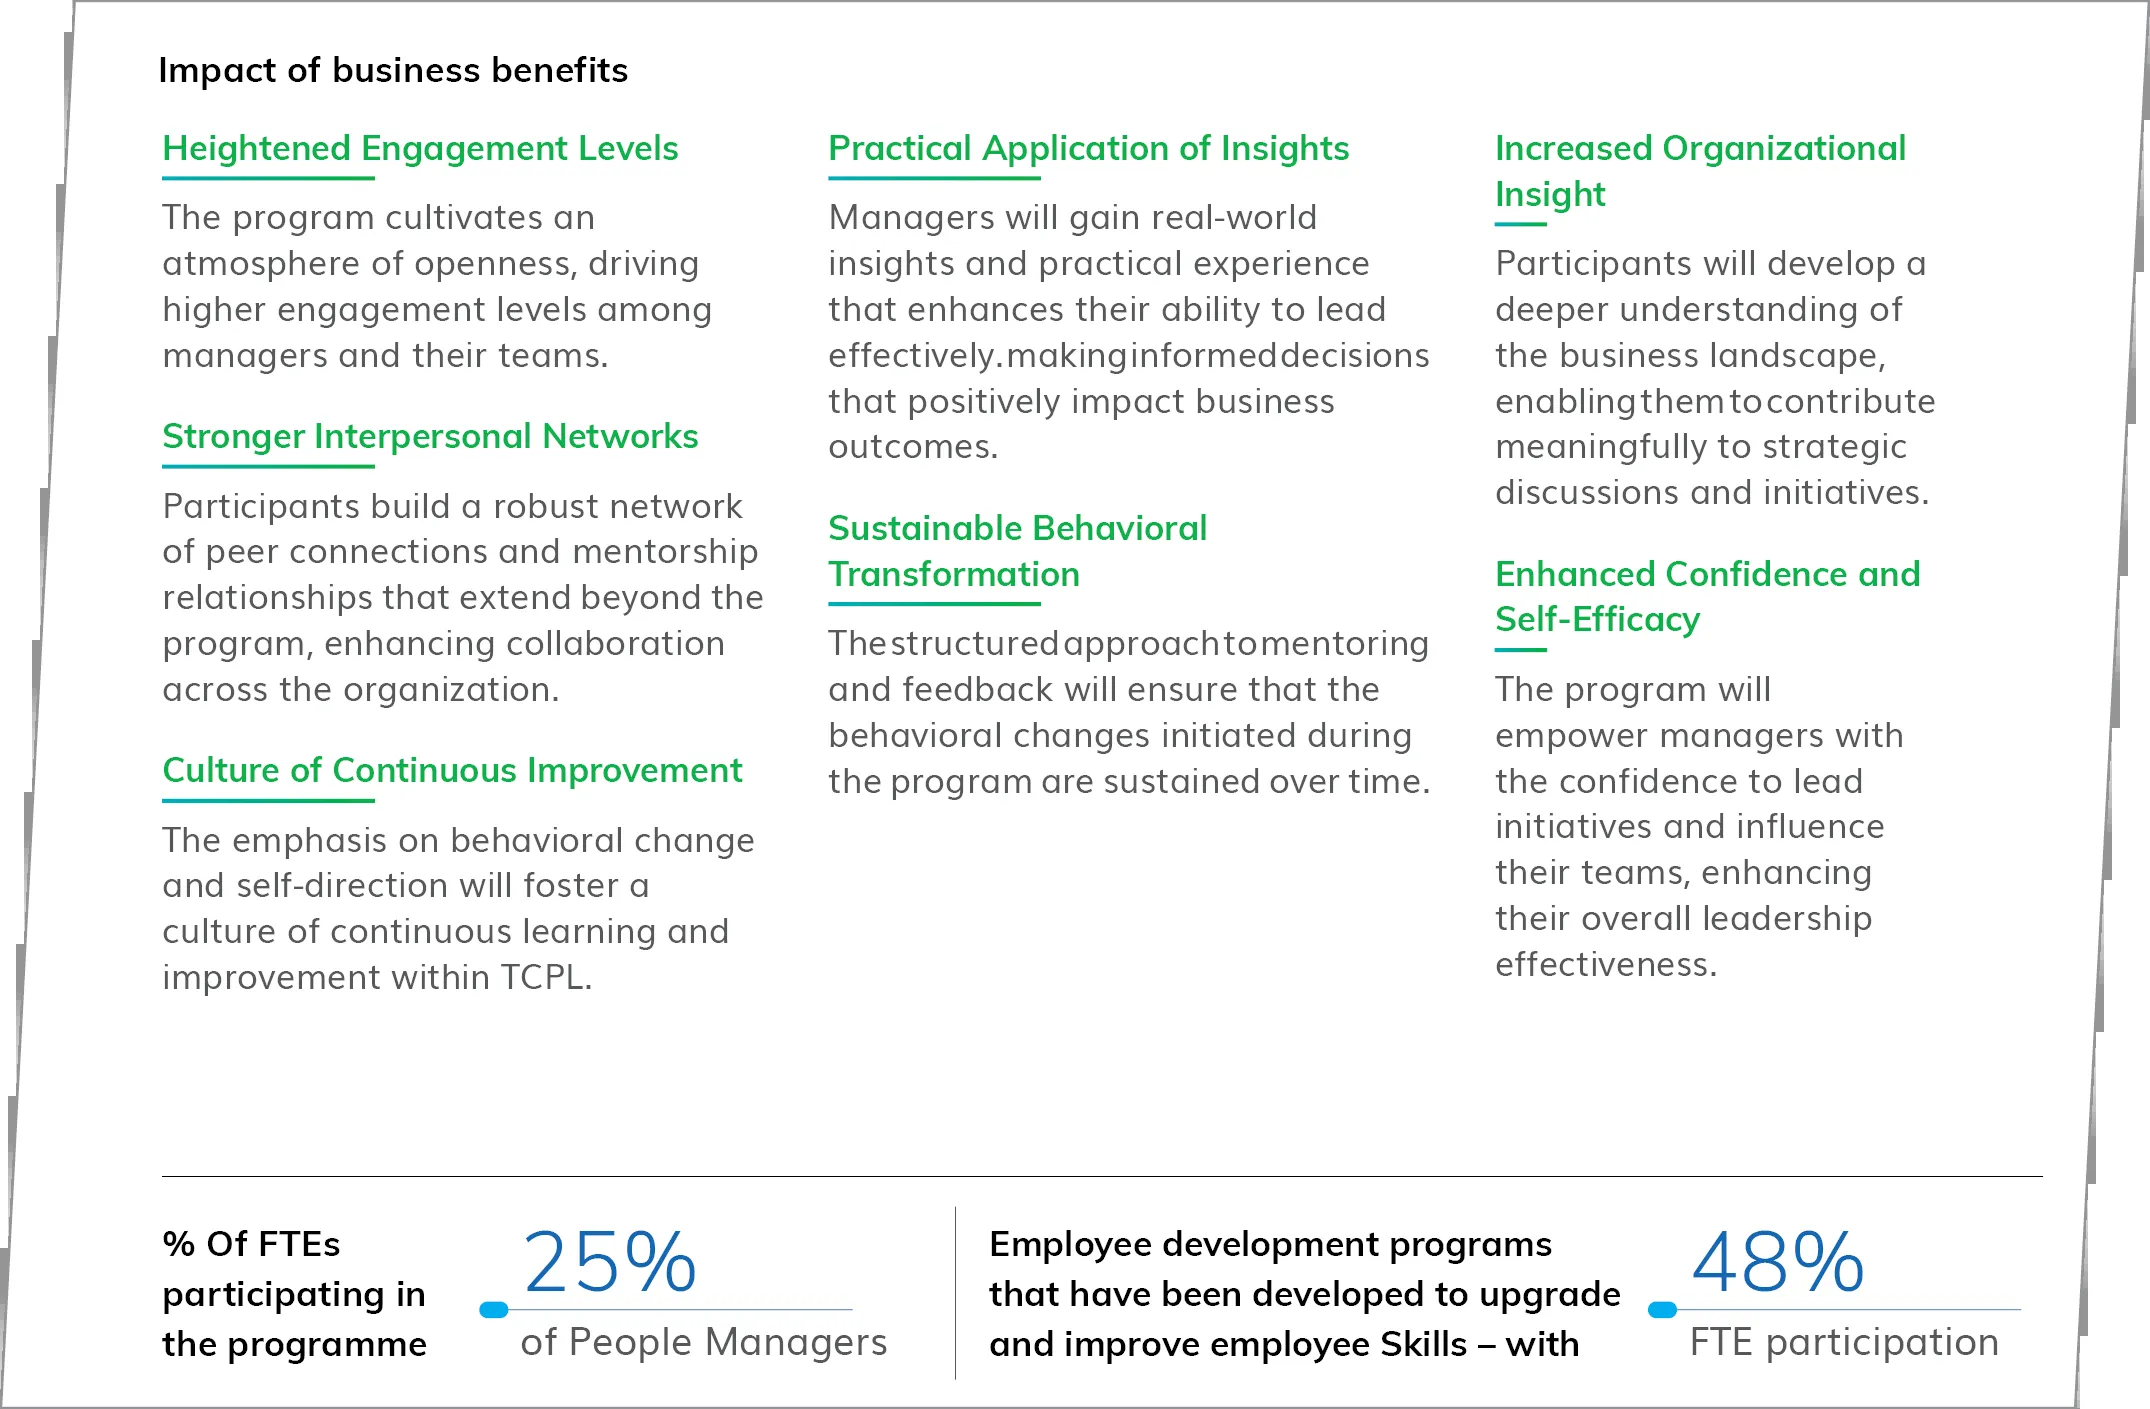 Impact of business benefits
Heightened Engagement Levels
The program cultivates an
atmosphere of openness, driving
higher engagement levels among
managers and their teams.
Stronger Interpersonal Networks
Participants build a robust network
of peer connections and mentorship
relationships that extend beyond the
program, enhancing collaboration
across the organization.
Culture of Continuous Improvement
The emphasis on behavioral change
and self-direction will foster a
culture of continuous learning and
improvement within TCPL.
Practical Application of Insights
Managers will gain real-world
insights and practical experience
that enhances their ability to lead
effectively. making informed decisions
that positively impact business
outcomes.
Sustainable Behavioral
Transformation
The structured approach to mentoring
and feedback will ensure that the
behavioral changes initiated during
the program are sustained over time.
Increased Organizational
Insight
Participants will develop a
deeper understanding of
the business landscape,
enabling them to contribute
meaningfully to strategic
discussions and initiatives.
Enhanced Confidence and
Self-Efficacy
The program will
empower managers with
the confidence to lead
initiatives and influence
their teams, enhancing
their overall leadership
effectiveness.
% Of FTEs
participating in
the programme
25%
of People Managers
Employee development programs
that have been developed to upgrade
and improve employee Skills – with
48%
FTE participation